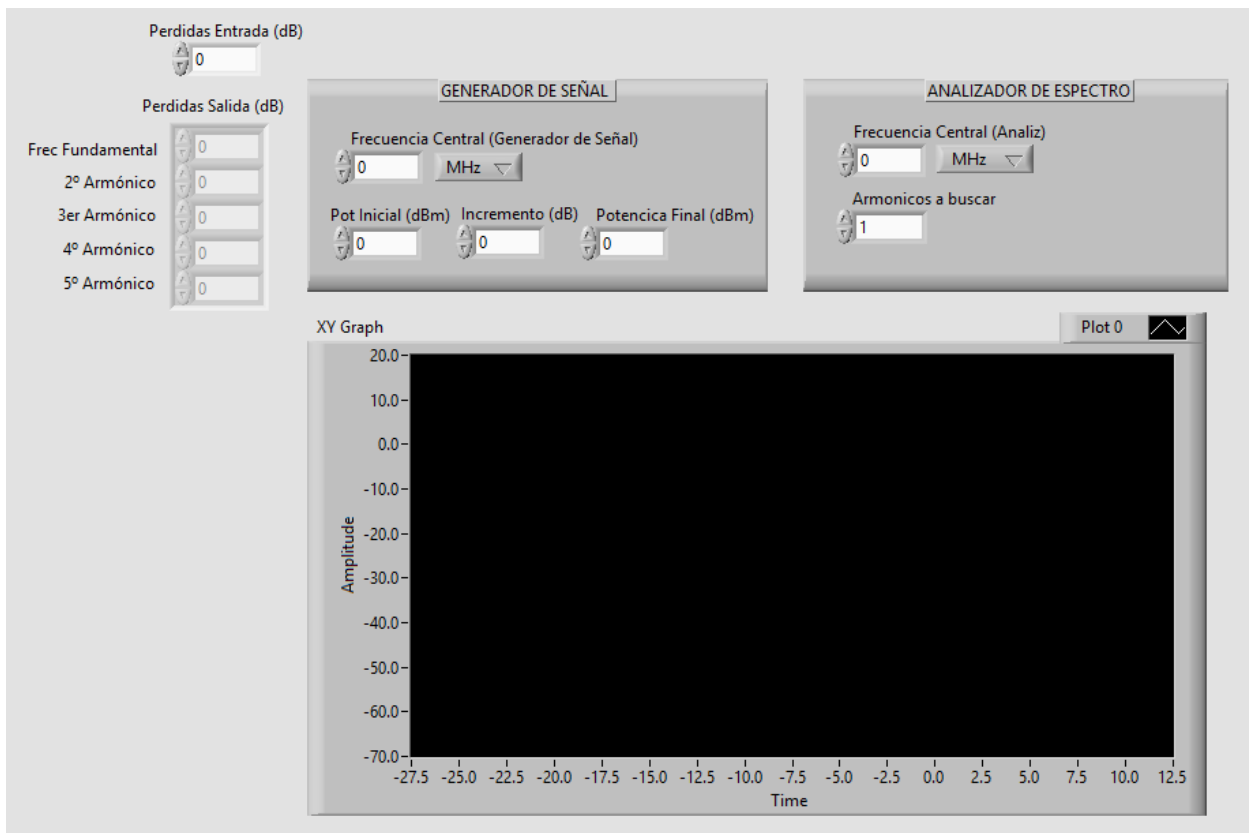 Perdidas Entrada (dB)
0
Perdidas Salida (dB)
Frec Fundamental 0
2º Armónico 0
3er Armónico 0
4º Armónico 0
5º Armónico 0
GENERADOR DE SEÑAL
Frecuencia Central (Generador de Señal)
0 MHz
Pot Inicial (dBm) Incremento (dB) Potencica Final (dBm)
0 0 0
ANALIZADOR DE ESPECTRO
Frecuencia Central (Analiz)
0 MHz
Armonicos a buscar
1
XY Graph Plot 0
20.0
10.0
0.0
-10.0
-20.0
-30.0
-40.0
-50.0
-60.0
-70.0
Amplitude
-27.5 -25.0 -22.5 -20.0 -17.5 -15.0 -12.5 -10.0 -7.5 -5.0 -2.5 0.0 2.5 5.0 7.5 10.0 12.5
Time